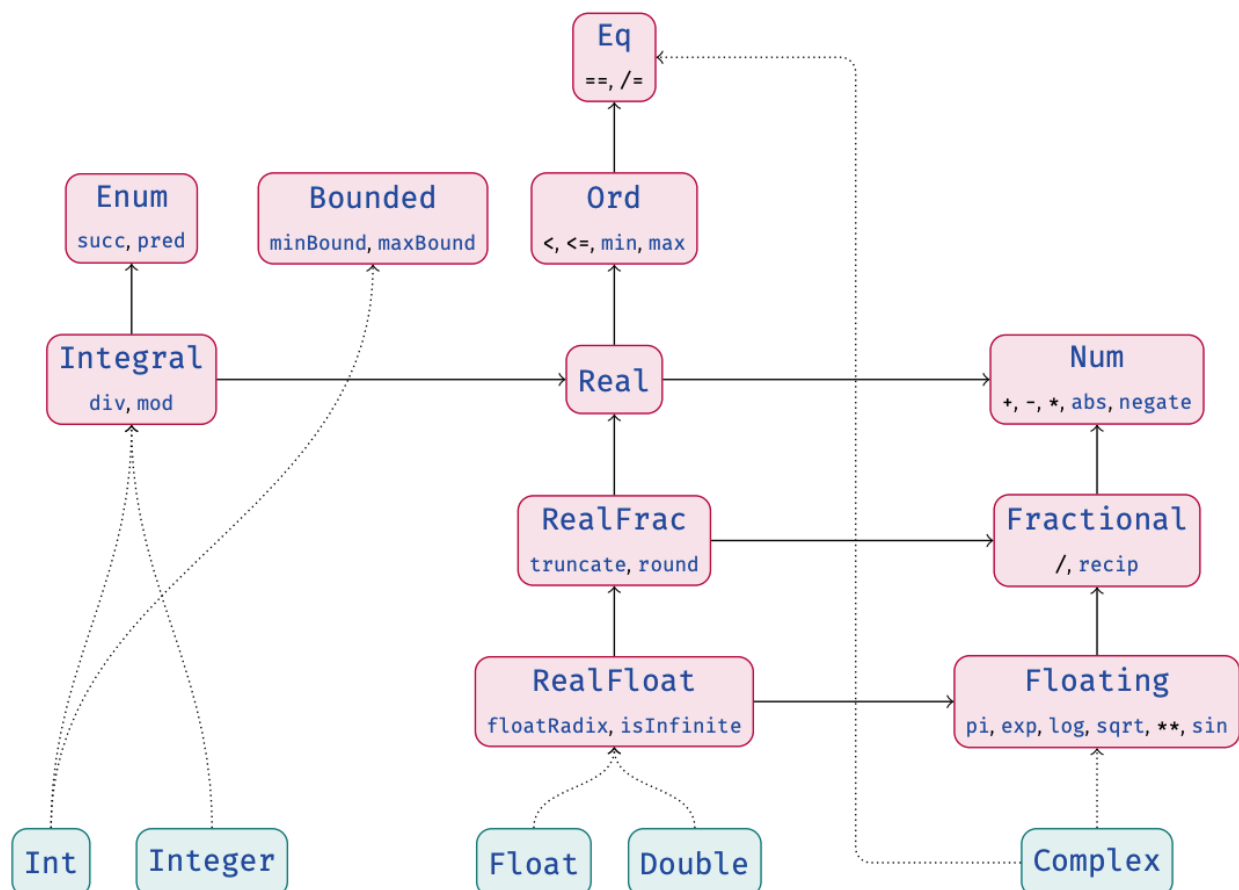 Eq
==, /=
Enum
succ, pred
Bounded
minBound, maxBound
Ord
<, <=, min, max
Integral
div, mod
Real
Num
+, -, *, abs, negate
RealFrac
truncate, round
Fractional
/, recip
RealFloat
floatRadix, isInfinite
Floating
pi, exp, log, sqrt, **, sin
Int
Integer
Float
Double
Complex